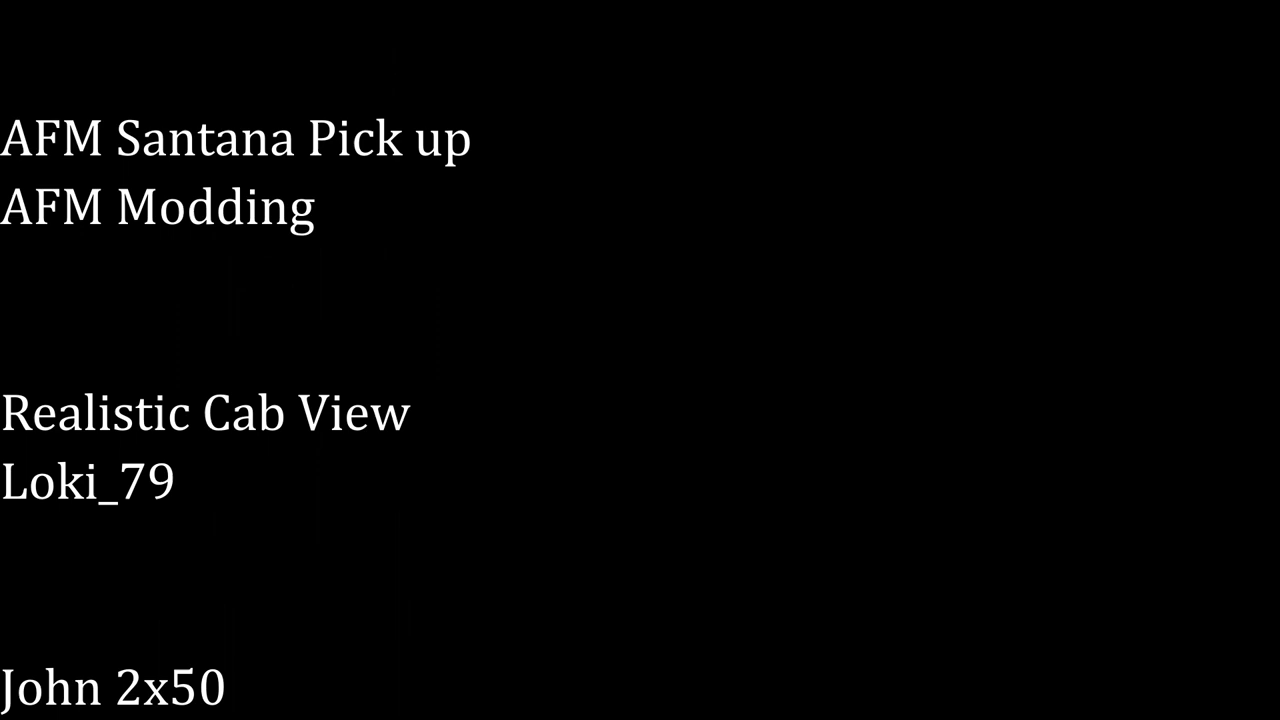 AFM Santana Pick up
AFM Modding
Realistic Cab View
Loki_79
John 2x50